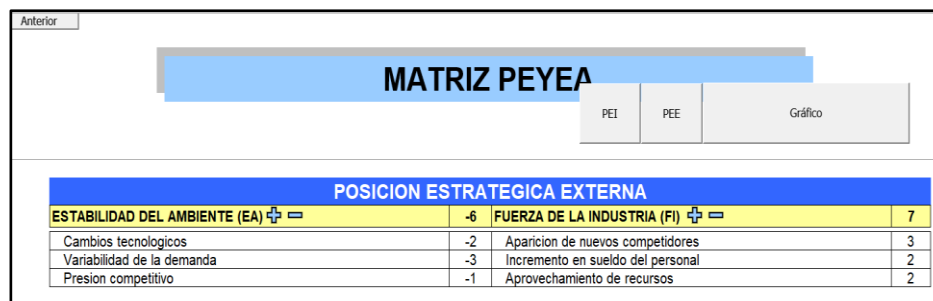 Anterior
MATRIZ PEYEA
PEI PEE Gráfico
POSICION ESTRATEGICA EXTERNA
ESTABILIDAD DEL AMBIENTE (EA) -6 FUERZA DE LA INDUSTRIA (FI) 7
Cambios tecnologicos -2 Aparicion de nuevos competidores 3
Variabilidad de la demanda -3 Incremento en sueldo del personal 2
Presion competitivo -1 Aprovechamiento de recursos 2